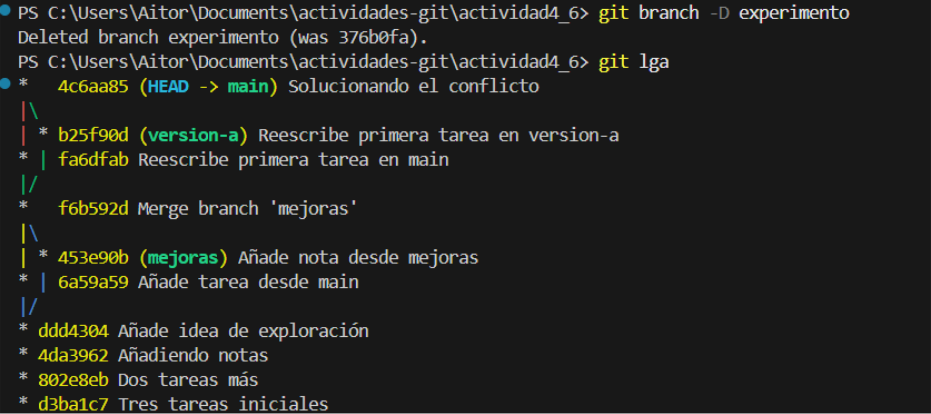 PS C:\Users\Aitor\Documents\actividades-git\actividad4_6> git branch -D experimento
Deleted branch experimento (was 376b0fa).
PS C:\Users\Aitor\Documents\actividades-git\actividad4_6> git lga
*   4c6aa85 (HEAD -> main) Solucionando el conflicto
|\
| * b25f90d (version-a) Reescribe primera tarea en version-a
* | fa6dfab Reescribe primera tarea en main
|/
*   f6b592d Merge branch 'mejoras'
|\
| * 453e90b (mejoras) Añade nota desde mejoras
* | 6a59a59 Añade tarea desde main
|/
* ddd4304 Añade idea de exploración
* 4da3962 Añadiendo notas
* 802e8eb Dos tareas más
* d3ba1c7 Tres tareas iniciales